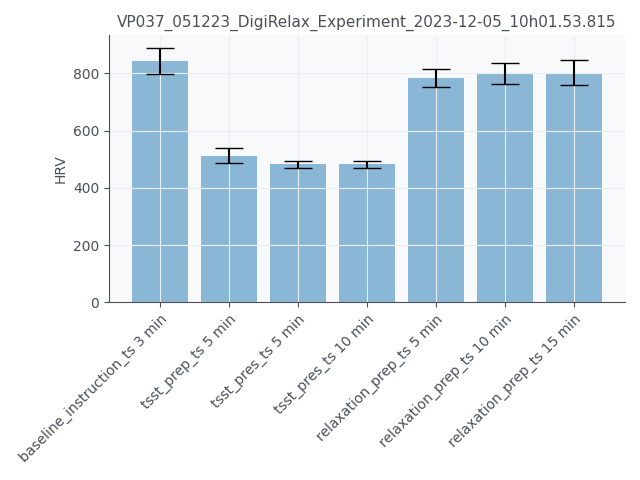 VP037_051223_DigiRelax_Experiment_2023-12-05_10h01.53.815
HRV
800
600
400
200
0
baseline_instruction_ts 3 min
tsst_prep_ts 5 min
tsst_pres_ts 5 min
tsst_pres_ts 10 min
relaxation_prep_ts 5 min
relaxation_prep_ts 10 min
relaxation_prep_ts 15 min